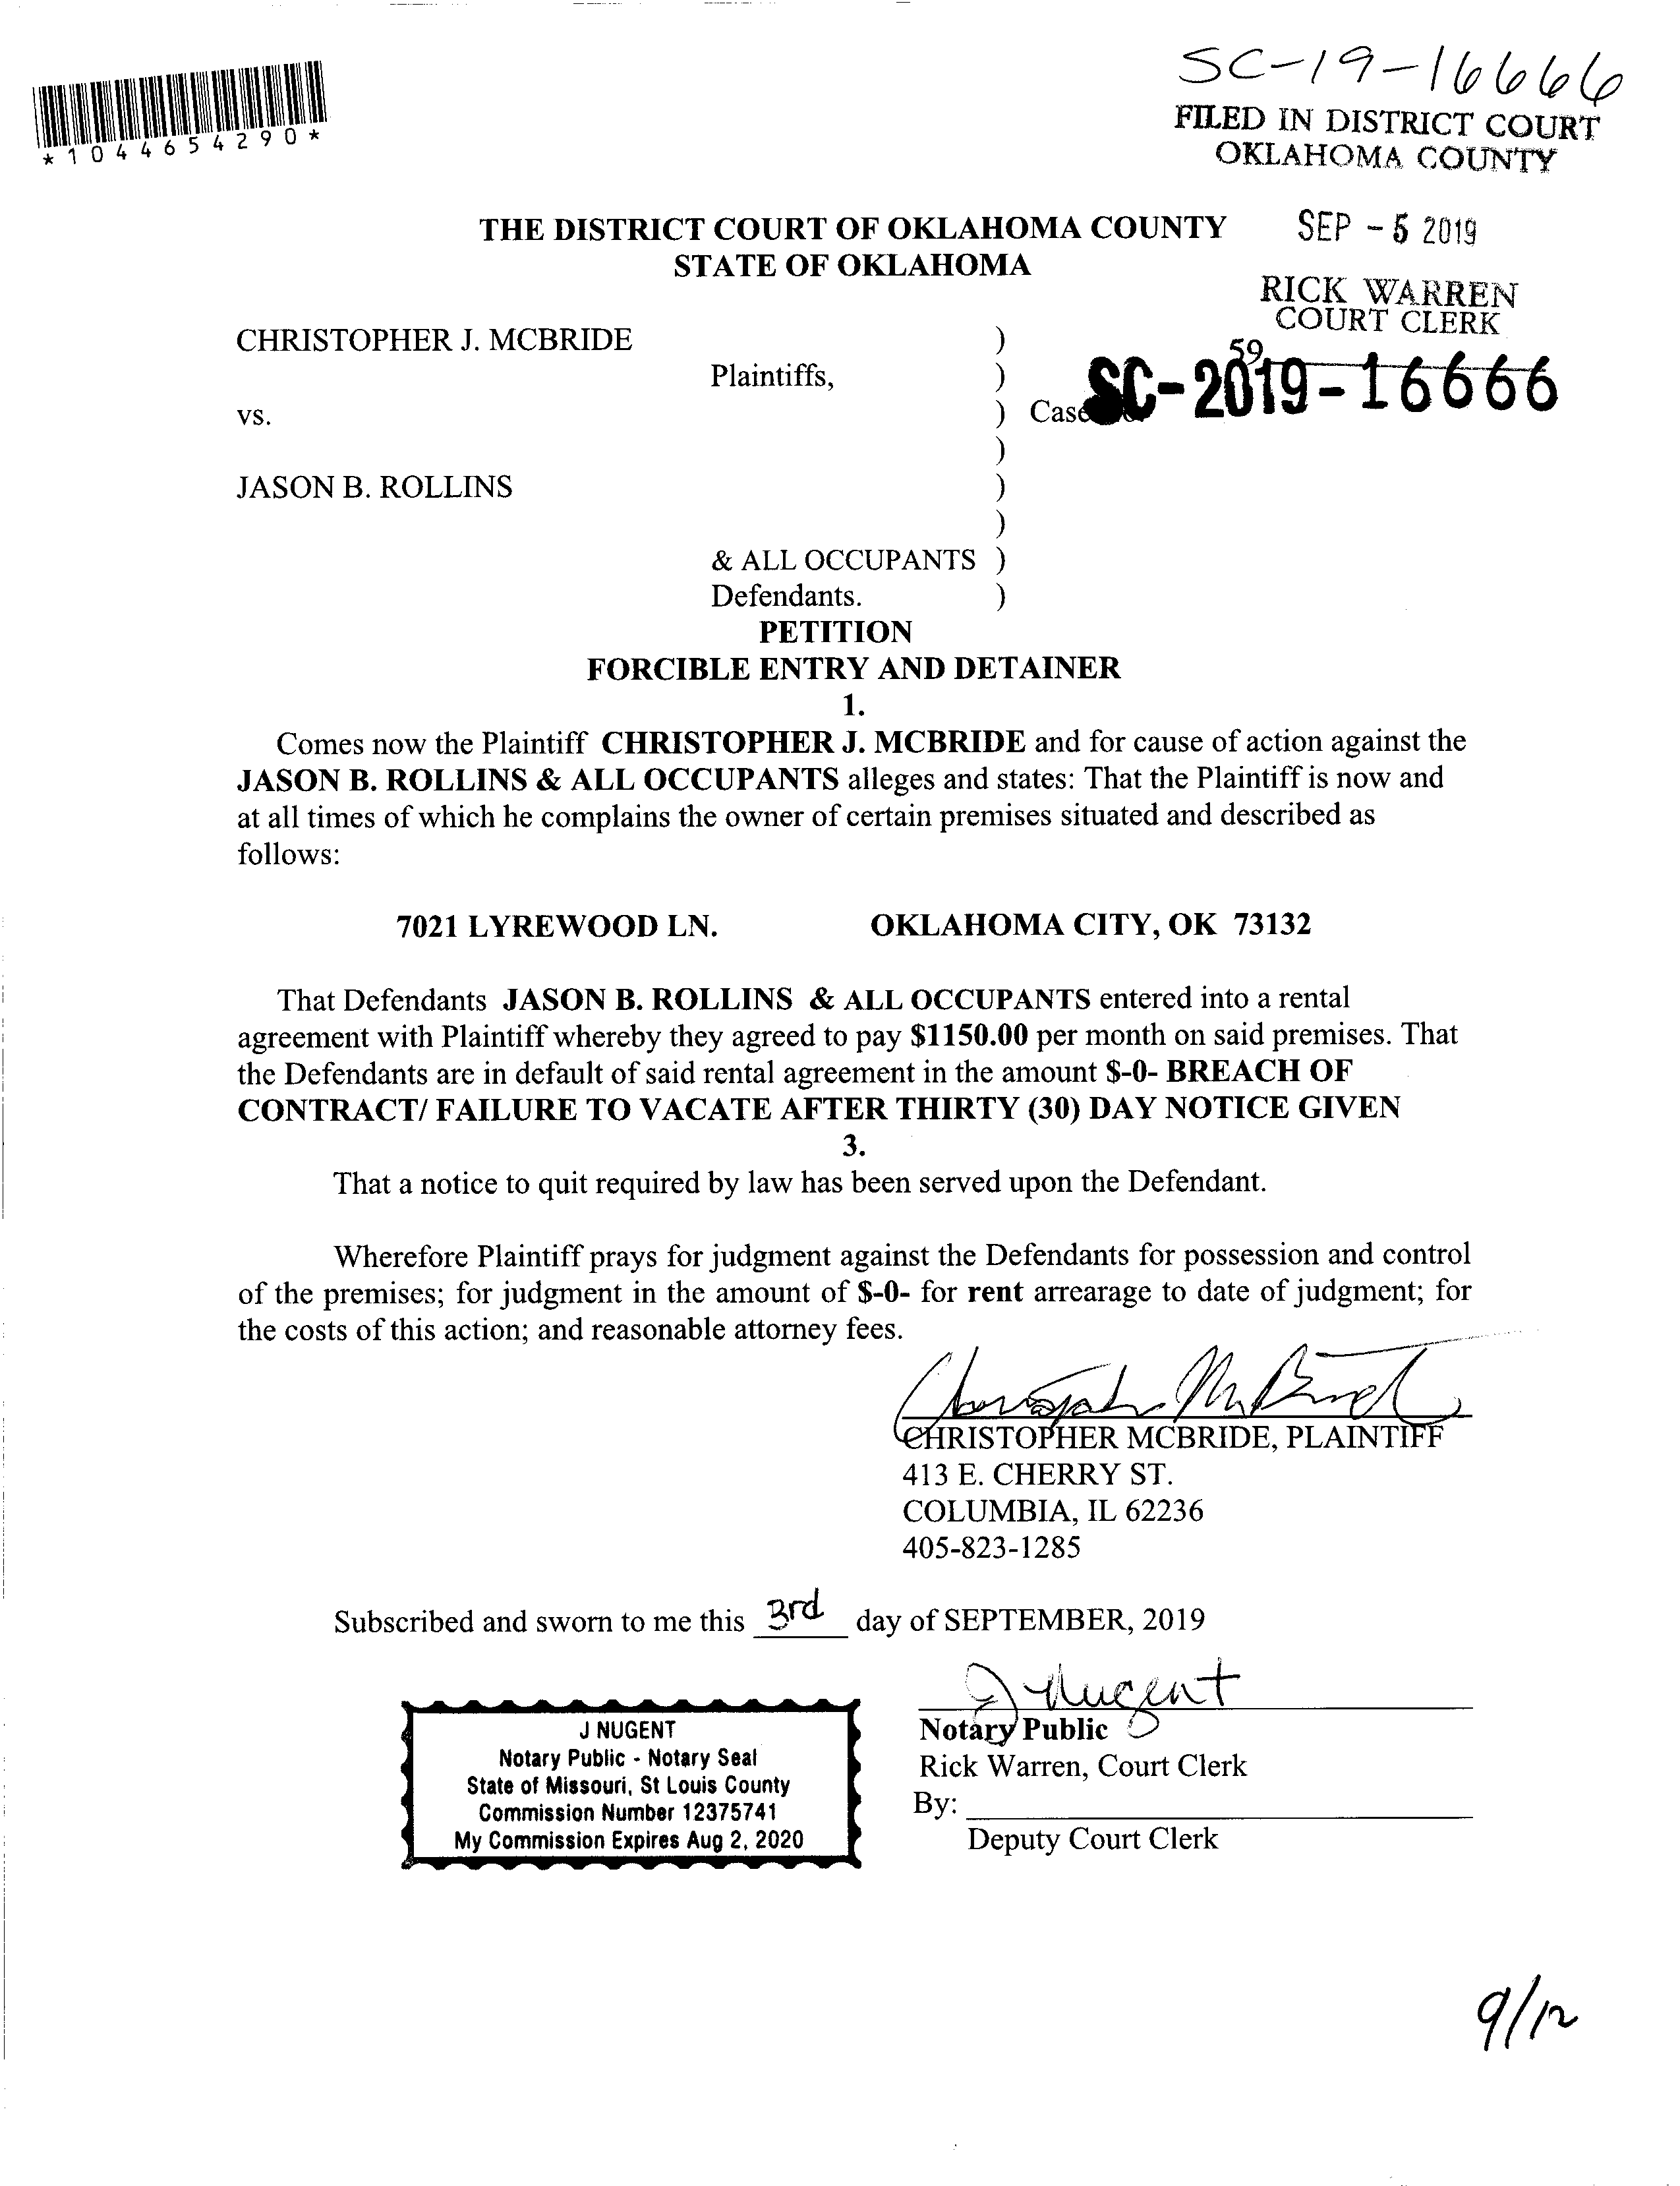 SC-19-16666
*1044654290*
FILED IN DISTRICT COURT
OKLAHOMA COUNTY
THE DISTRICT COURT OF OKLAHOMA COUNTY
STATE OF OKLAHOMA
SEP - 5 2019
RICK WARREN
COURT CLERK
59
CHRISTOPHER J. MCBRIDE )
Plaintiffs, )
vs. ) Case SC-2019-16666
)
JASON B. ROLLINS )
)
& ALL OCCUPANTS )
Defendants. )
PETITION
FORCIBLE ENTRY AND DETAINER
1.
Comes now the Plaintiff CHRISTOPHER J. MCBRIDE and for cause of action against the
JASON B. ROLLINS & ALL OCCUPANTS alleges and states: That the Plaintiff is now and
at all times of which he complains the owner of certain premises situated and described as
follows:
7021 LYREWOOD LN. OKLAHOMA CITY, OK 73132
That Defendants JASON B. ROLLINS & ALL OCCUPANTS entered into a rental
agreement with Plaintiff whereby they agreed to pay $1150.00 per month on said premises. That
the Defendants are in default of said rental agreement in the amount $-0- BREACH OF
CONTRACT/ FAILURE TO VACATE AFTER THIRTY (30) DAY NOTICE GIVEN
3.
That a notice to quit required by law has been served upon the Defendant.
Wherefore Plaintiff prays for judgment against the Defendants for possession and control
of the premises; for judgment in the amount of $-0- for rent arrearage to date of judgment; for
the costs of this action; and reasonable attorney fees.
Christopher McBride
CHRISTOPHER MCBRIDE, PLAINTIFF
413 E. CHERRY ST.
COLUMBIA, IL 62236
405-823-1285
Subscribed and sworn to me this 3rd day of SEPTEMBER, 2019
J Nugent
Notary Public
Rick Warren, Court Clerk
By:
Deputy Court Clerk
J NUGENT
Notary Public - Notary Seal
State of Missouri, St Louis County
Commission Number 12375741
My Commission Expires Aug 2, 2020
9/12